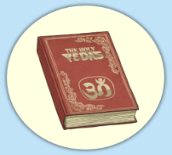 THE HOLY
VEDAS
ॐ